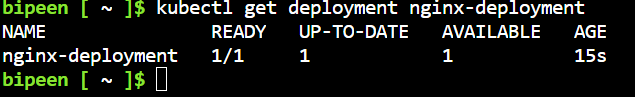 bipeen [ ~ ]$ kubectl get deployment nginx-deployment
NAME READY UP-TO-DATE AVAILABLE AGE
nginx-deployment 1/1 1 1 15s
bipeen [ ~ ]$